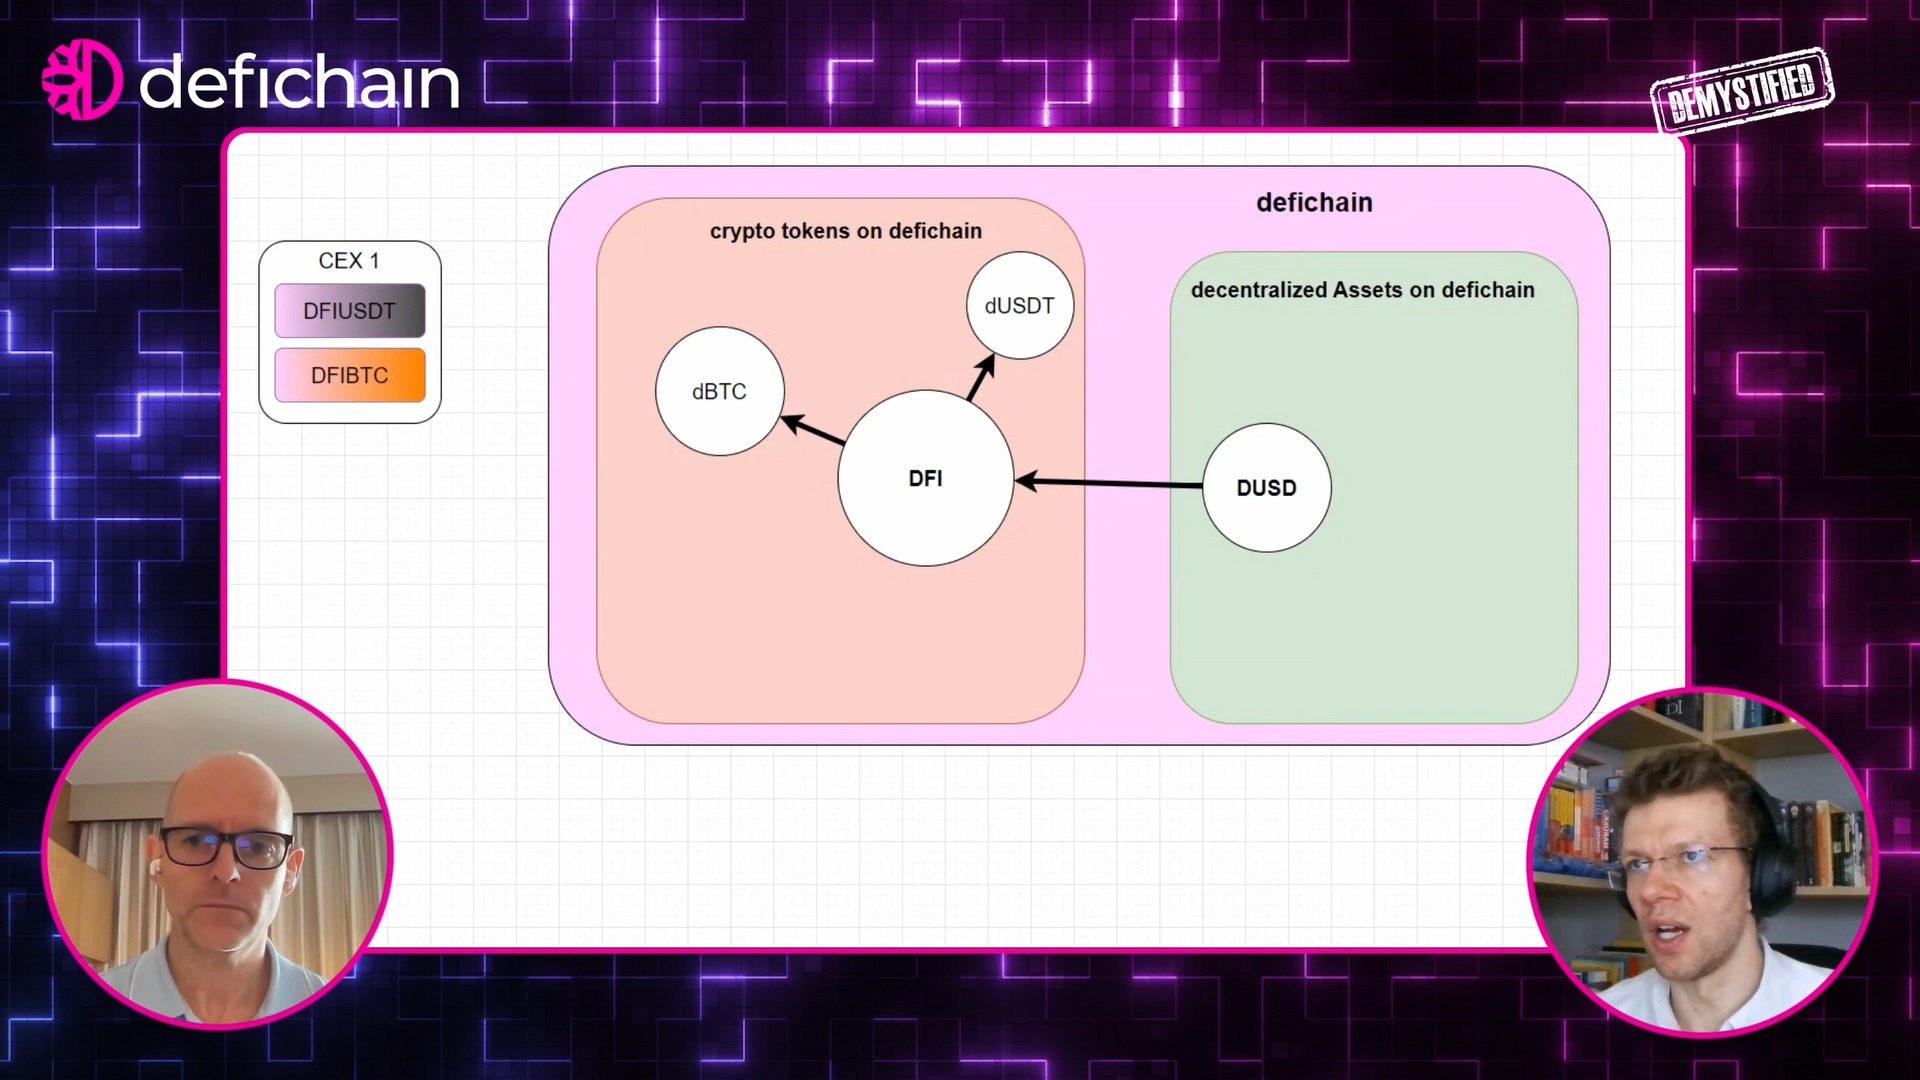 defichain
DEMYSTIFIED
defichain
crypto tokens on defichain
CEX 1
DFIUSDT
DFIBTC
decentralized Assets on defichain
dUSDT
dBTC
DFI
DUSD